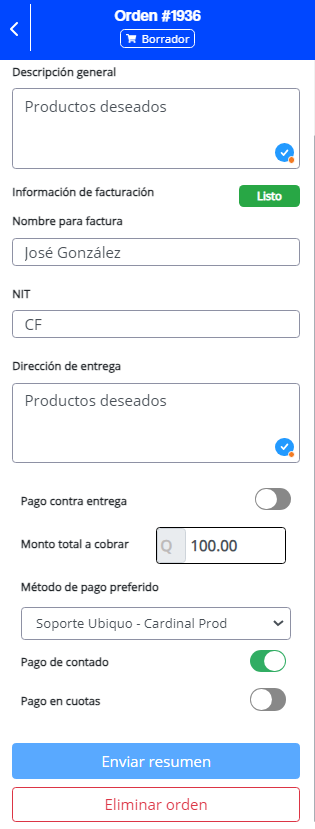 Orden #1936
Borrador
Descripción general
Productos deseados
Información de facturación
Listo
Nombre para factura
José González
NIT
CF
Dirección de entrega
Productos deseados
Pago contra entrega
Monto total a cobrar
Q 100.00
Método de pago preferido
Soporte Ubiquo - Cardinal Prod
Pago de contado
Pago en cuotas
Enviar resumen
Eliminar orden